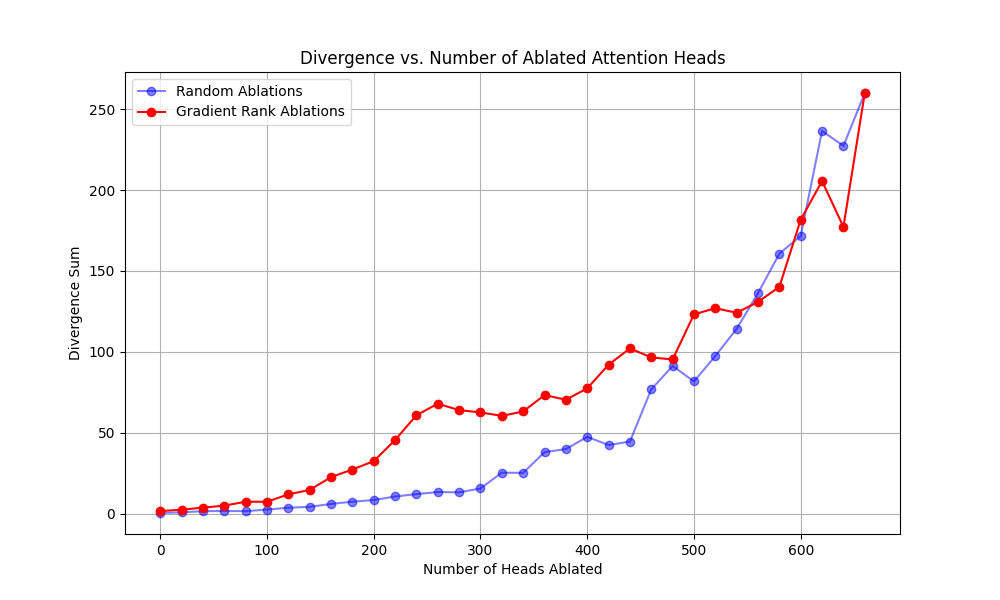 Divergence vs. Number of Ablated Attention Heads
Random Ablations
Gradient Rank Ablations
250
200
150
100
50
0
Divergence Sum
0 100 200 300 400 500 600
Number of Heads Ablated